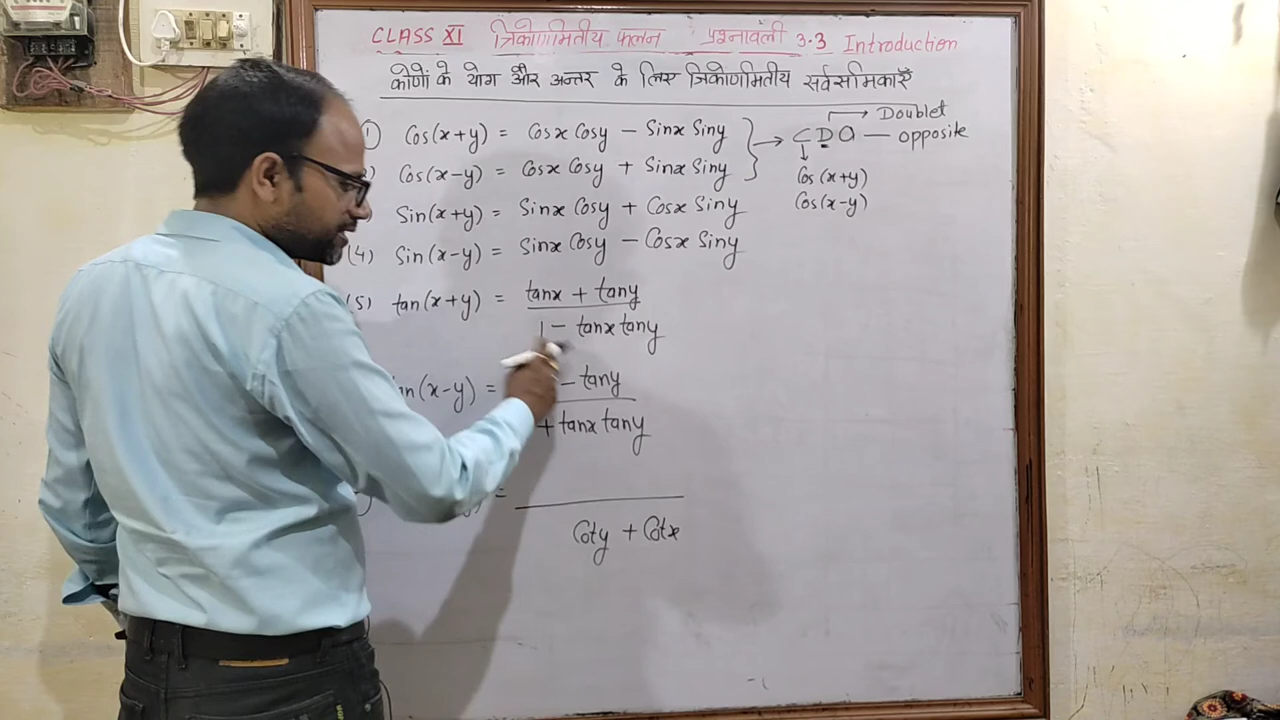 CLASS XI त्रिकोणमितीय फलन प्रश्नावली 3.3 Introduction
कोणों के योग और अन्तर के लिए त्रिकोणमितीय सर्वसमिकाएँ
1) Cos(x+y) = Cosx Cosy − Sinx Siny → CDO — opposite
→ Doublet
) Cos(x−y) = Cosx Cosy + Sinx Siny
Cos(x+y)
Cos(x−y)
Sin(x+y) = Sinx Cosy + Cosx Siny
(4) Sin(x−y) = Sinx Cosy − Cosx Siny
(5) tan(x+y) = tanx + tany
1 − tanx tany
an(x−y) = − tany
+ tanx tany
=
Coty + Cotx